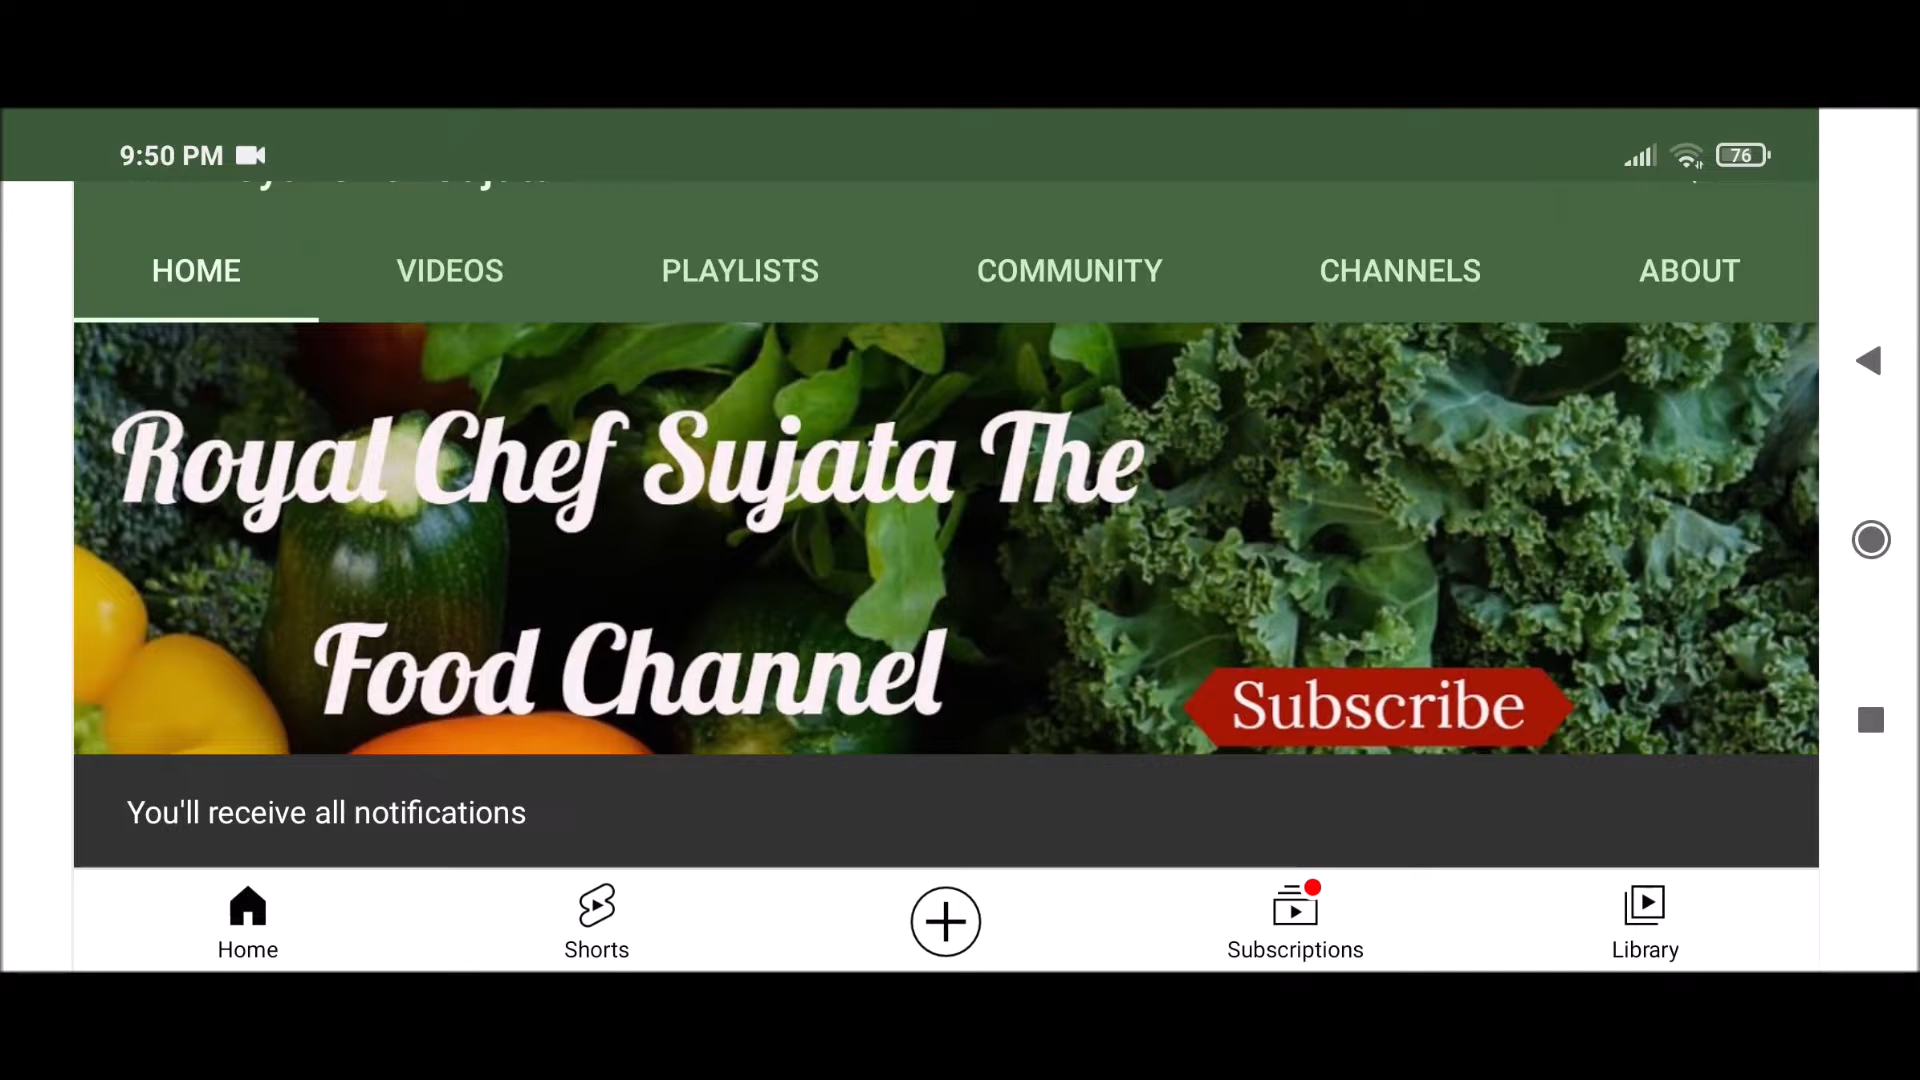 9:50 PM
76
HOME VIDEOS PLAYLISTS COMMUNITY CHANNELS ABOUT
Royal Chef Sujata The
Food Channel
Subscribe
You'll receive all notifications
Home Shorts Subscriptions Library